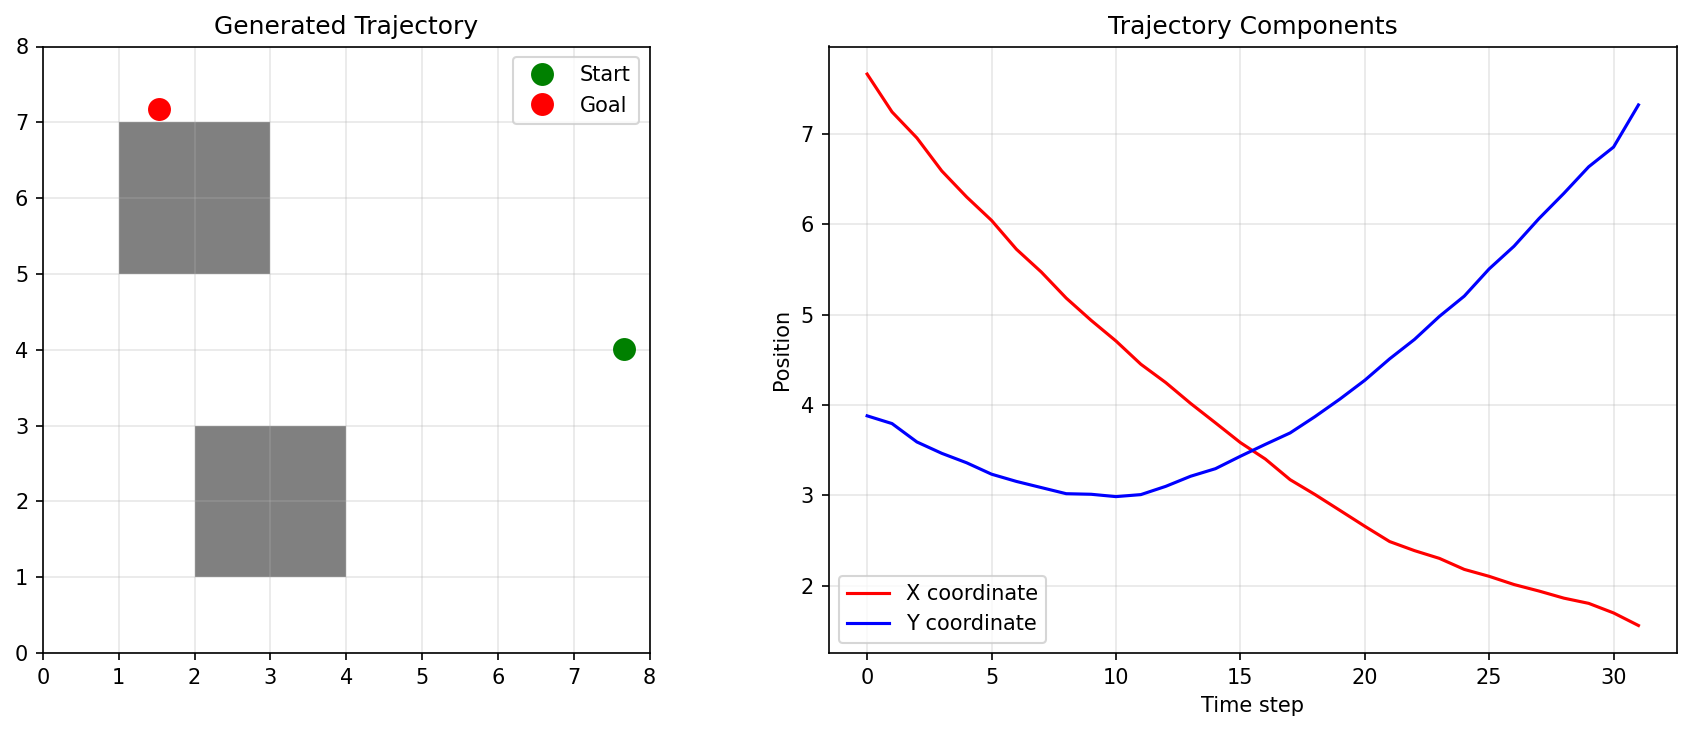 Generated Trajectory
8
7
6
5
4
3
2
1
0
0 1 2 3 4 5 6 7 8
Start
Goal
Trajectory Components
Position
7
6
5
4
3
2
X coordinate
Y coordinate
0 5 10 15 20 25 30
Time step